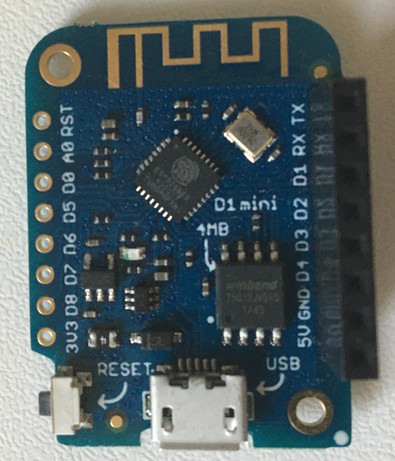 RST
A0
D0
D5
D6
D7
D8
3V3
TX
RX
D1
D2
D3
D4
GND
5V
D1 mini
4MB
winbond
RESET
USB